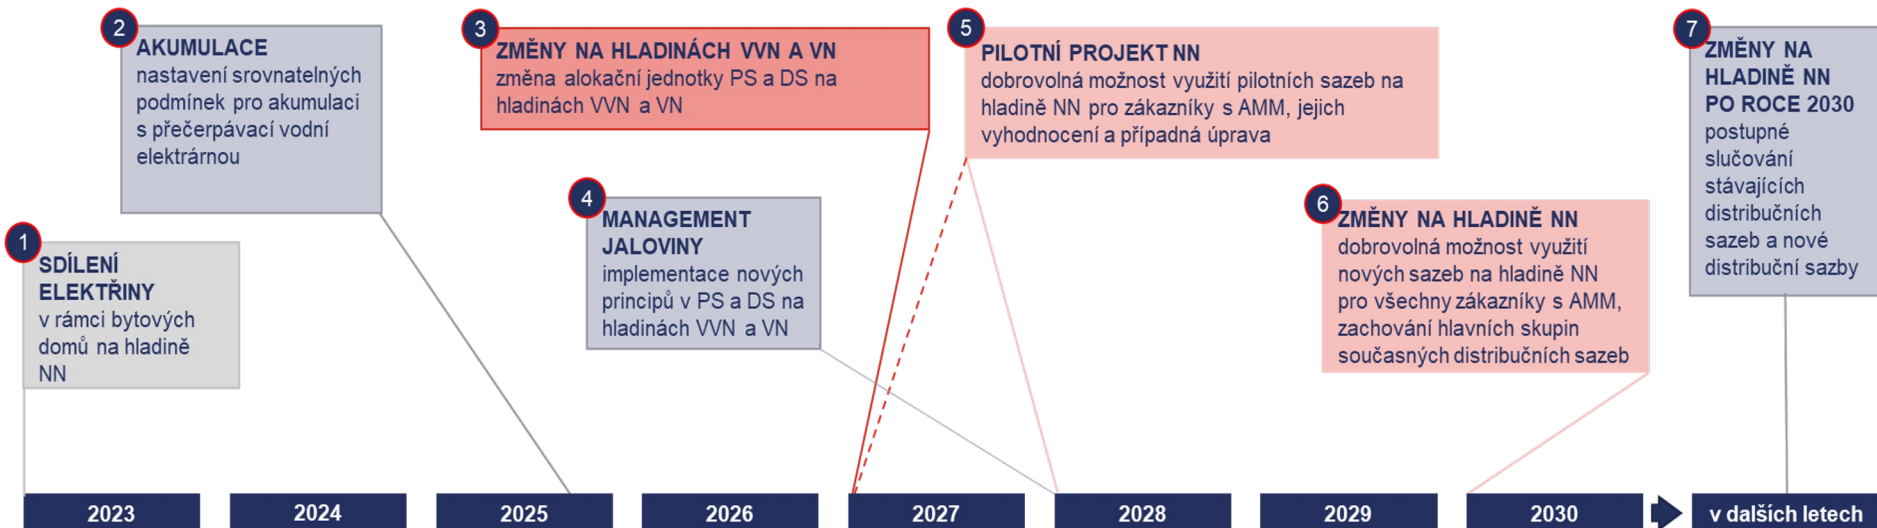 1
SDÍLENÍ
ELEKTŘINY
v rámci bytových
domů na hladině
NN
2
AKUMULACE
nastavení srovnatelných
podmínek pro akumulaci
s přečerpávací vodní
elektrárnou
3
ZMĚNY NA HLADINÁCH VVN A VN
změna alokační jednotky PS a DS na
hladinách VVN a VN
4
MANAGEMENT
JALOVINY
implementace nových
principů v PS a DS na
hladinách VVN a VN
5
PILOTNÍ PROJEKT NN
dobrovolná možnost využití pilotních sazeb na
hladině NN pro zákazníky s AMM, jejich
vyhodnocení a případná úprava
6
ZMĚNY NA HLADINĚ NN
dobrovolná možnost využití
nových sazeb na hladině NN
pro všechny zákazníky s AMM,
zachování hlavních skupin
současných distribučních sazeb
7
ZMĚNY NA
HLADINĚ NN
PO ROCE 2030
postupné
slučování
stávajících
distribučních
sazeb a nové
distribuční sazby
2023
2024
2025
2026
2027
2028
2029
2030
v dalších letech